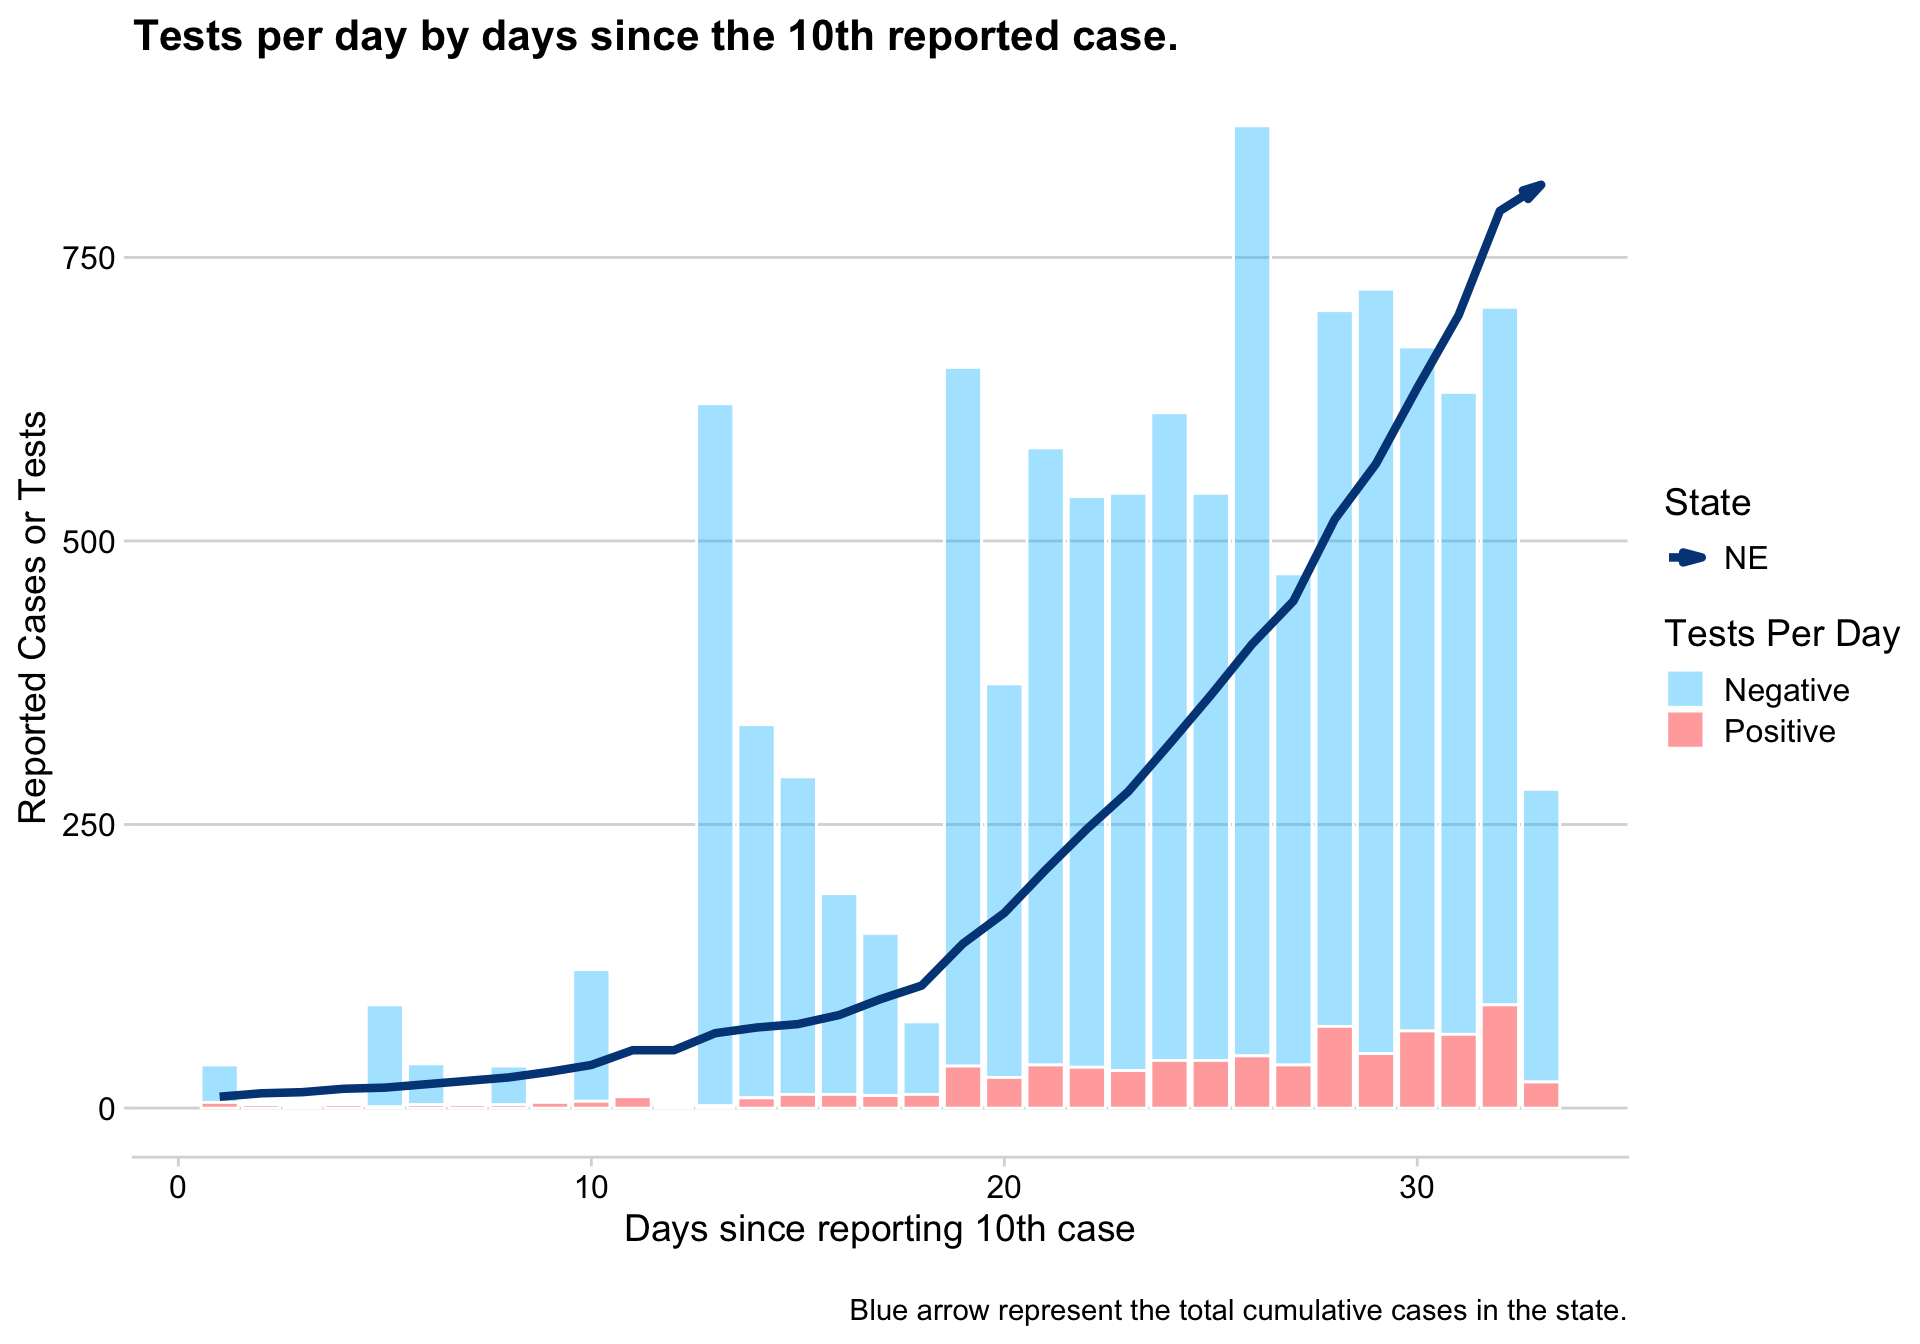 Tests per day by days since the 10th reported case.
Reported Cases or Tests
750
500
250
0
0
10
20
30
Days since reporting 10th case
State
NE
Tests Per Day
Negative
Positive
Blue arrow represent the total cumulative cases in the state.